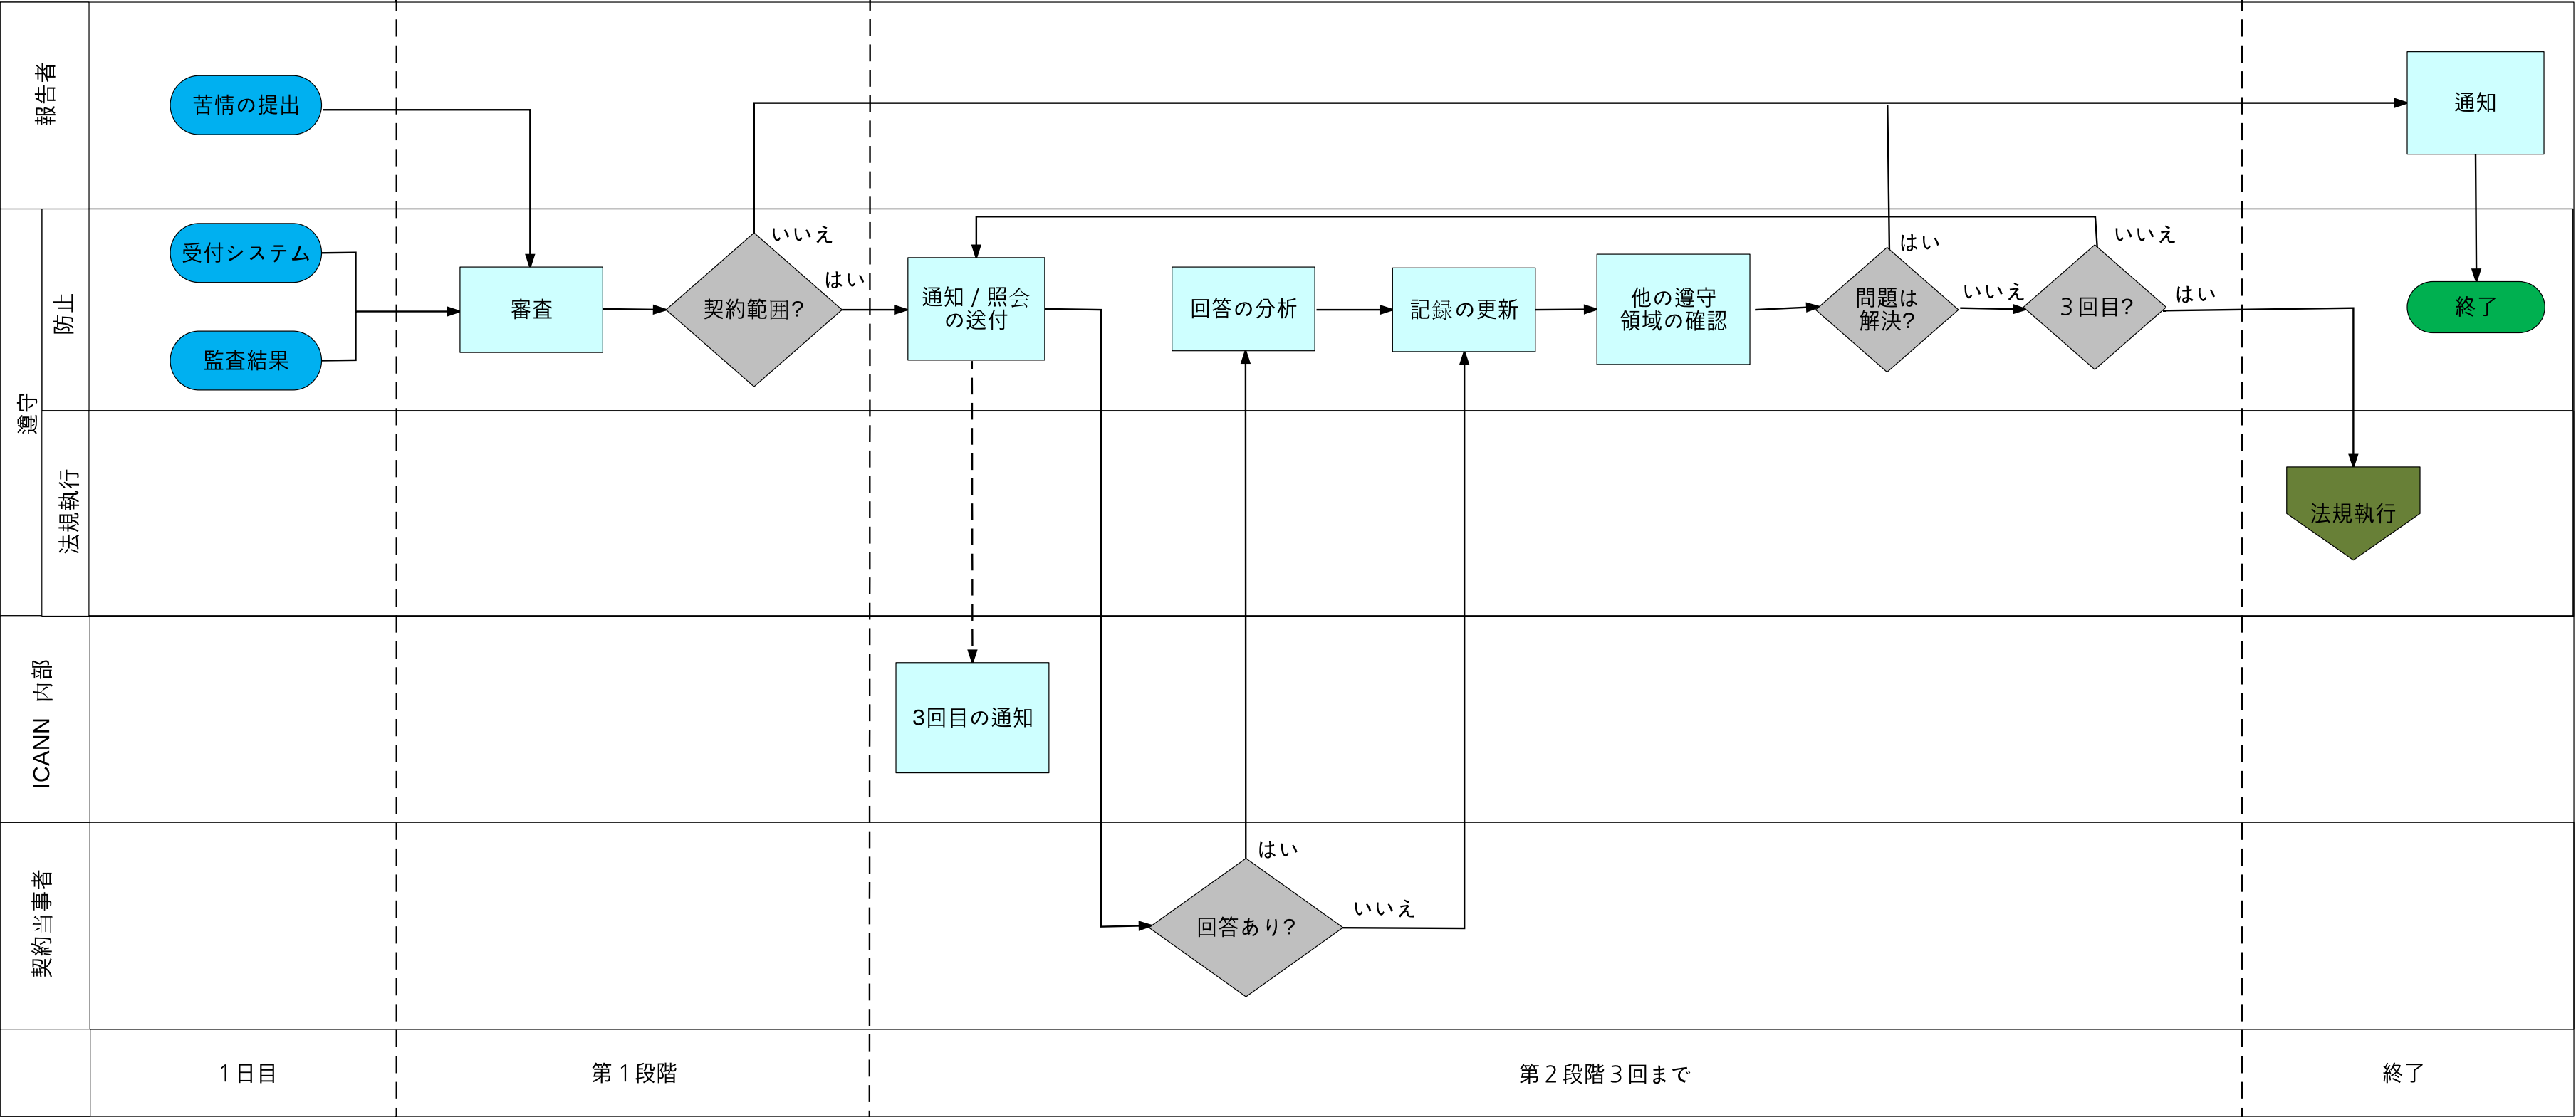 報告者
苦情の提出
通知
遵守
防止
受付システム
監査結果
審査
契約範囲?
いいえ
はい
通知 / 照会
の送付
回答の分析
記録の更新
他の遵守
領域の確認
問題は
解決?
はい
いいえ
3 回目?
いいえ
はい
終了
法規執行
法規執行
ICANN 内部
3回目の通知
契約当事者
回答あり?
はい
いいえ
1 日目
第 1 段階
第 2 段階 3 回まで
終了